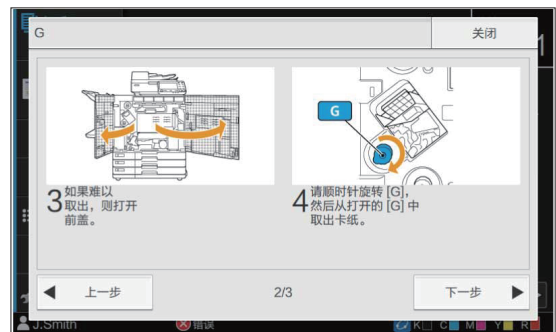 G
关闭
1
G
3 如果难以
取出，则打开
前盖。
4 请顺时针旋转 [G]，
然后从打开的 [G] 中
取出卡纸。
上一步
2/3
下一步
J.Smith
错误
K C M Y R